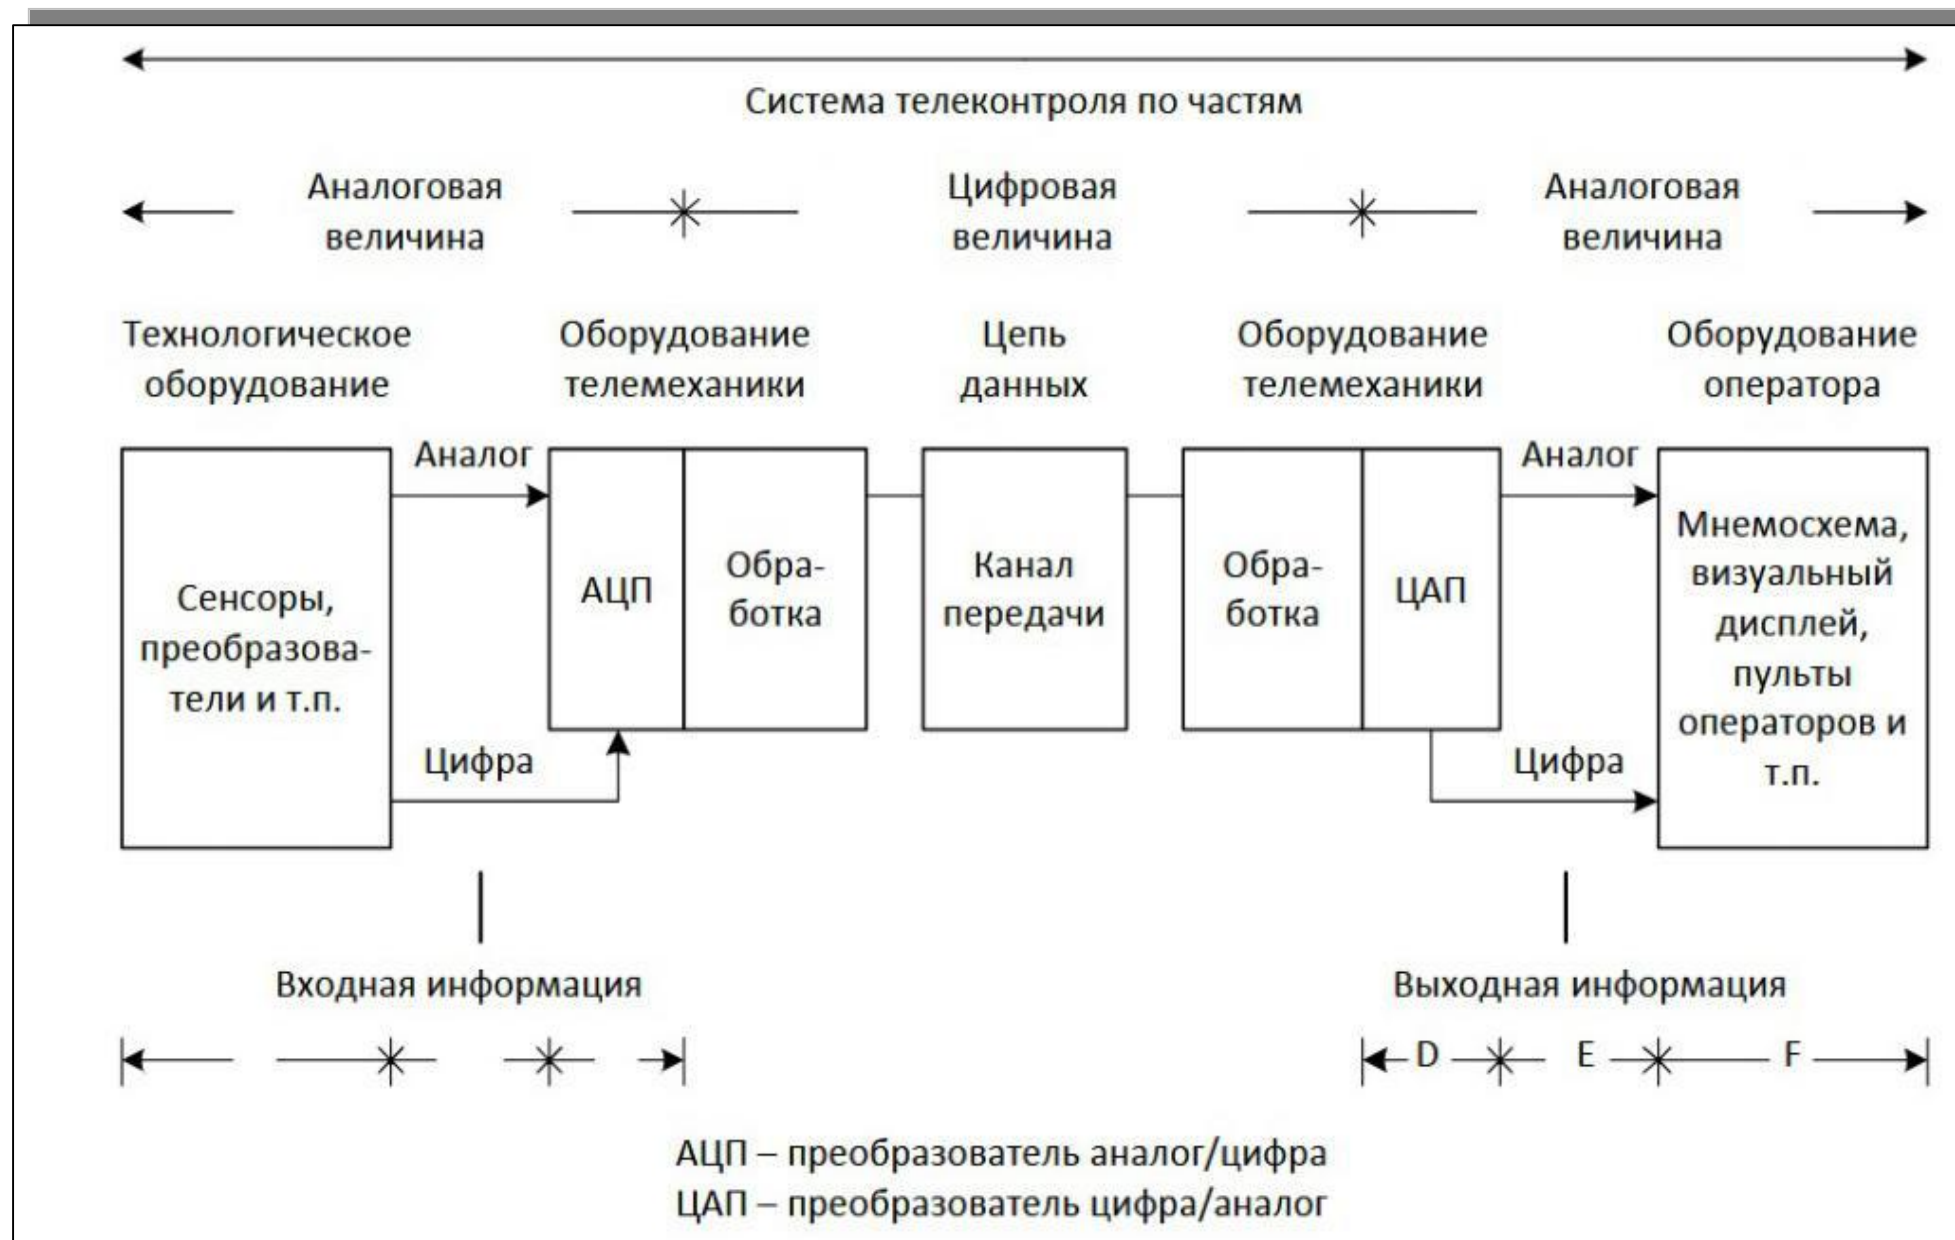 Система телеконтроля по частям
Аналоговая
величина
Цифровая
величина
Аналоговая
величина
Технологическое
оборудование
Оборудование
телемеханики
Цепь
данных
Оборудование
телемеханики
Оборудование
оператора
Аналог
Аналог
Сенсоры,
преобразова-
тели и т.п.
АЦП
Обра-
ботка
Канал
передачи
Обра-
ботка
ЦАП
Мнемосхема,
визуальный
дисплей,
пульты
операторов и
т.п.
Цифра
Цифра
Входная информация
Выходная информация
D E F
АЦП – преобразователь аналог/цифра
ЦАП – преобразователь цифра/аналог